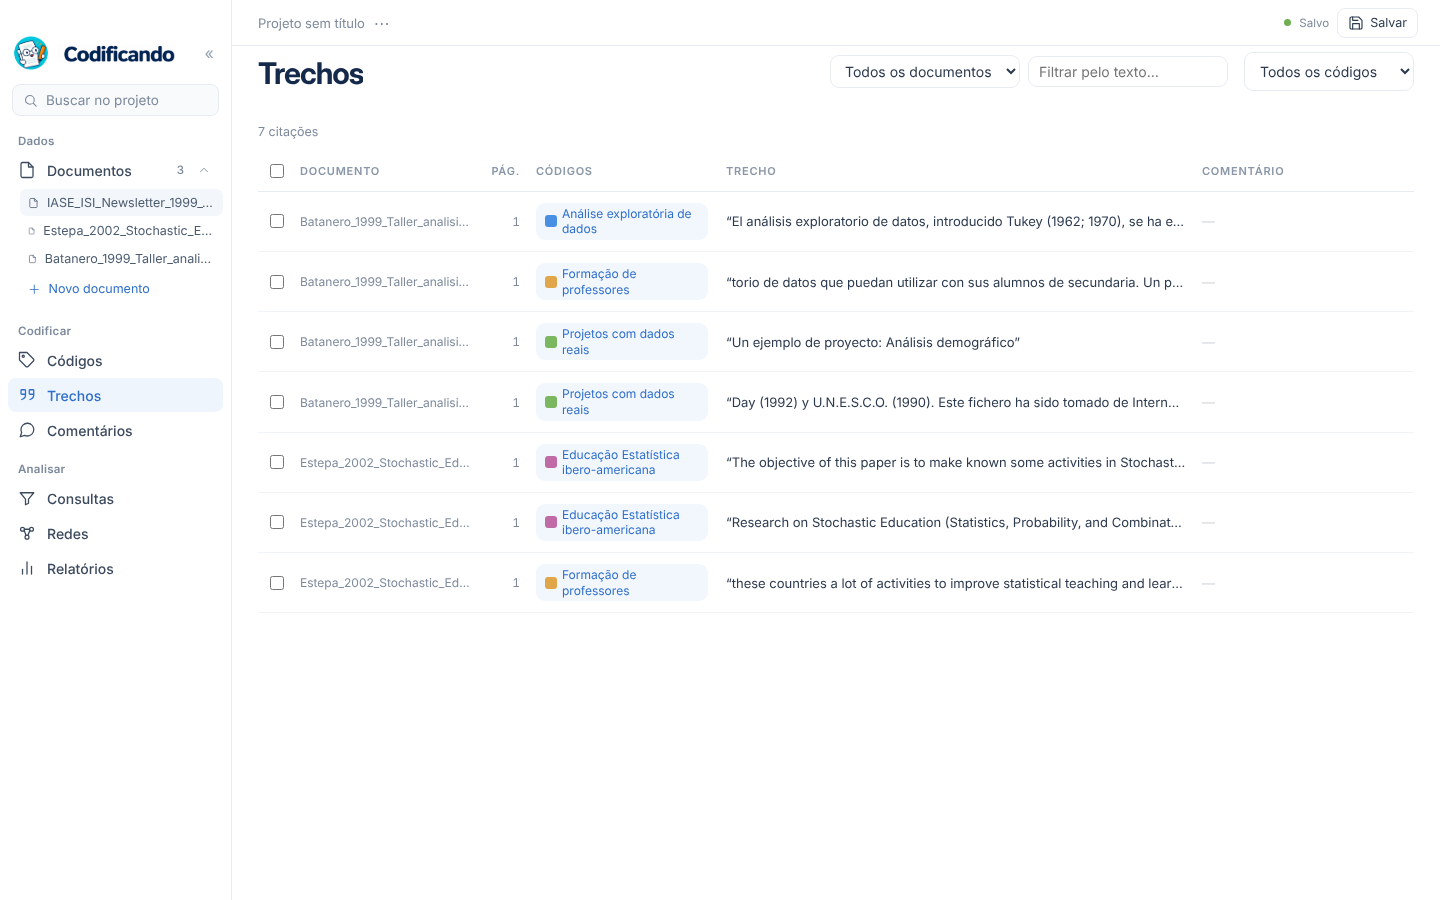 Projeto sem título ···
Salvo
Salvar
Codificando
«
Buscar no projeto
Dados
Documentos 3
IASE_ISI_Newsletter_1999_...
Estepa_2002_Stochastic_E...
Batanero_1999_Taller_anali...
+ Novo documento
Codificar
Códigos
Trechos
Comentários
Analisar
Consultas
Redes
Relatórios
Trechos
Todos os documentos
Filtrar pelo texto...
Todos os códigos
7 citações
DOCUMENTO PÁG. CÓDIGOS TRECHO COMENTÁRIO
Batanero_1999_Taller_analisi... 1 Análise exploratória de dados “El análisis exploratorio de datos, introducido Tukey (1962; 1970), se ha e... —
Batanero_1999_Taller_analisi... 1 Formação de professores “torio de datos que puedan utilizar con sus alumnos de secundaria. Un p... —
Batanero_1999_Taller_analisi... 1 Projetos com dados reais “Un ejemplo de proyecto: Análisis demográfico” —
Batanero_1999_Taller_analisi... 1 Projetos com dados reais “Day (1992) y U.N.E.S.C.O. (1990). Este fichero ha sido tomado de Intern... —
Estepa_2002_Stochastic_Ed... 1 Educação Estatística ibero-americana “The objective of this paper is to make known some activities in Stochast... —
Estepa_2002_Stochastic_Ed... 1 Educação Estatística ibero-americana “Research on Stochastic Education (Statistics, Probability, and Combinat... —
Estepa_2002_Stochastic_Ed... 1 Formação de professores “these countries a lot of activities to improve statistical teaching and lear... —